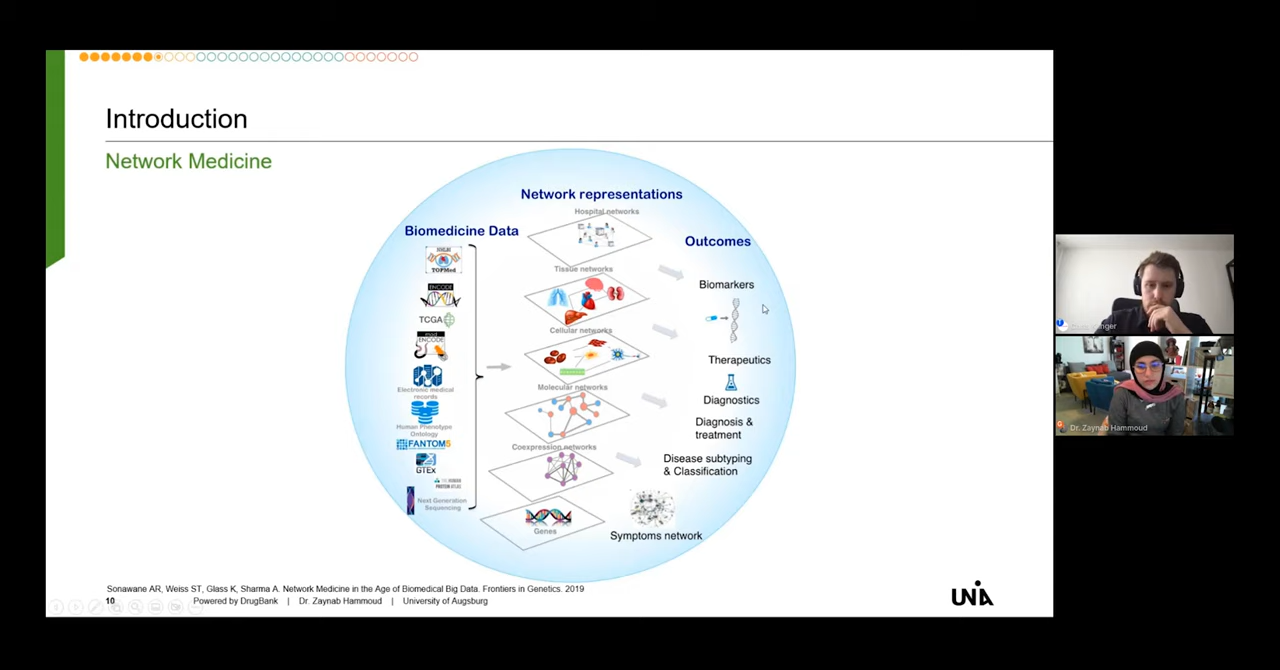 Introduction
Network Medicine
Network representations
Hospital networks
Biomedicine Data
Outcomes
TOPMed
Tissue networks
Biomarkers
ENCODE
TCGA
Cellular networks
ENCODE
Therapeutics
Molecular networks
Electronic medical
records
Diagnostics
Diagnosis &
treatment
Human Phenotype
Ontology
FANTOM5
Coexpression networks
Disease subtyping
& Classification
GTEX
THE HUMAN
PROTEIN ATLAS
Next Generation
Sequencing
Genes
Symptoms network
Sonawane AR, Weiss ST, Glass K, Sharma A. Network Medicine in the Age of Biomedical Big Data. Frontiers in Genetics. 2019
10 Powered by DrugBank | Dr. Zaynab Hammoud | University of Augsburg
UNIA
Dr. Zaynab Hammoud